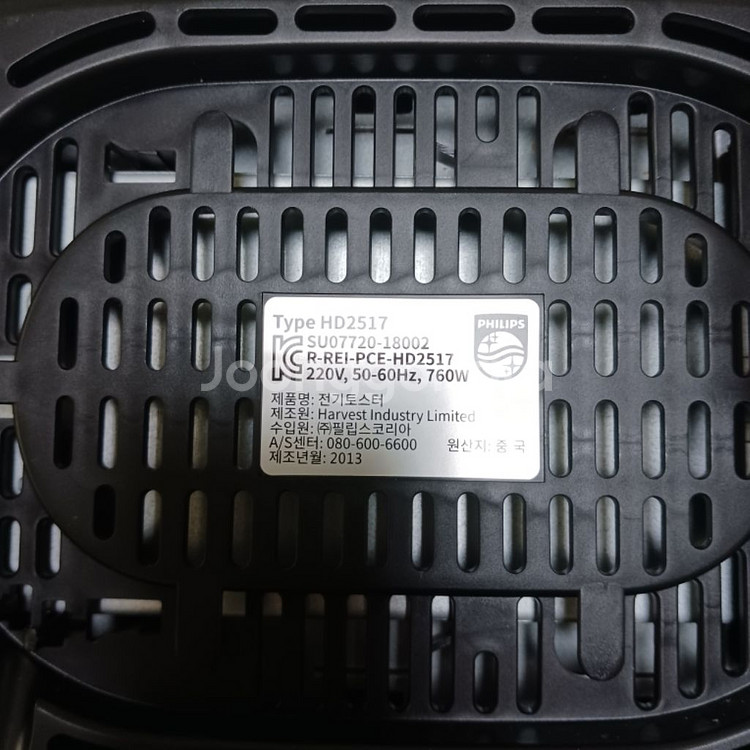 Type HD2517
PHILIPS
SU07720-18002
R-REI-PCE-HD2517
220V, 50-60Hz, 760W
제품명: 전기토스터
제조원: Harvest Industry Limited
수입원: ㈜필립스코리아
A/S센터: 080-600-6600 원산지: 중 국
제조년월: 2013